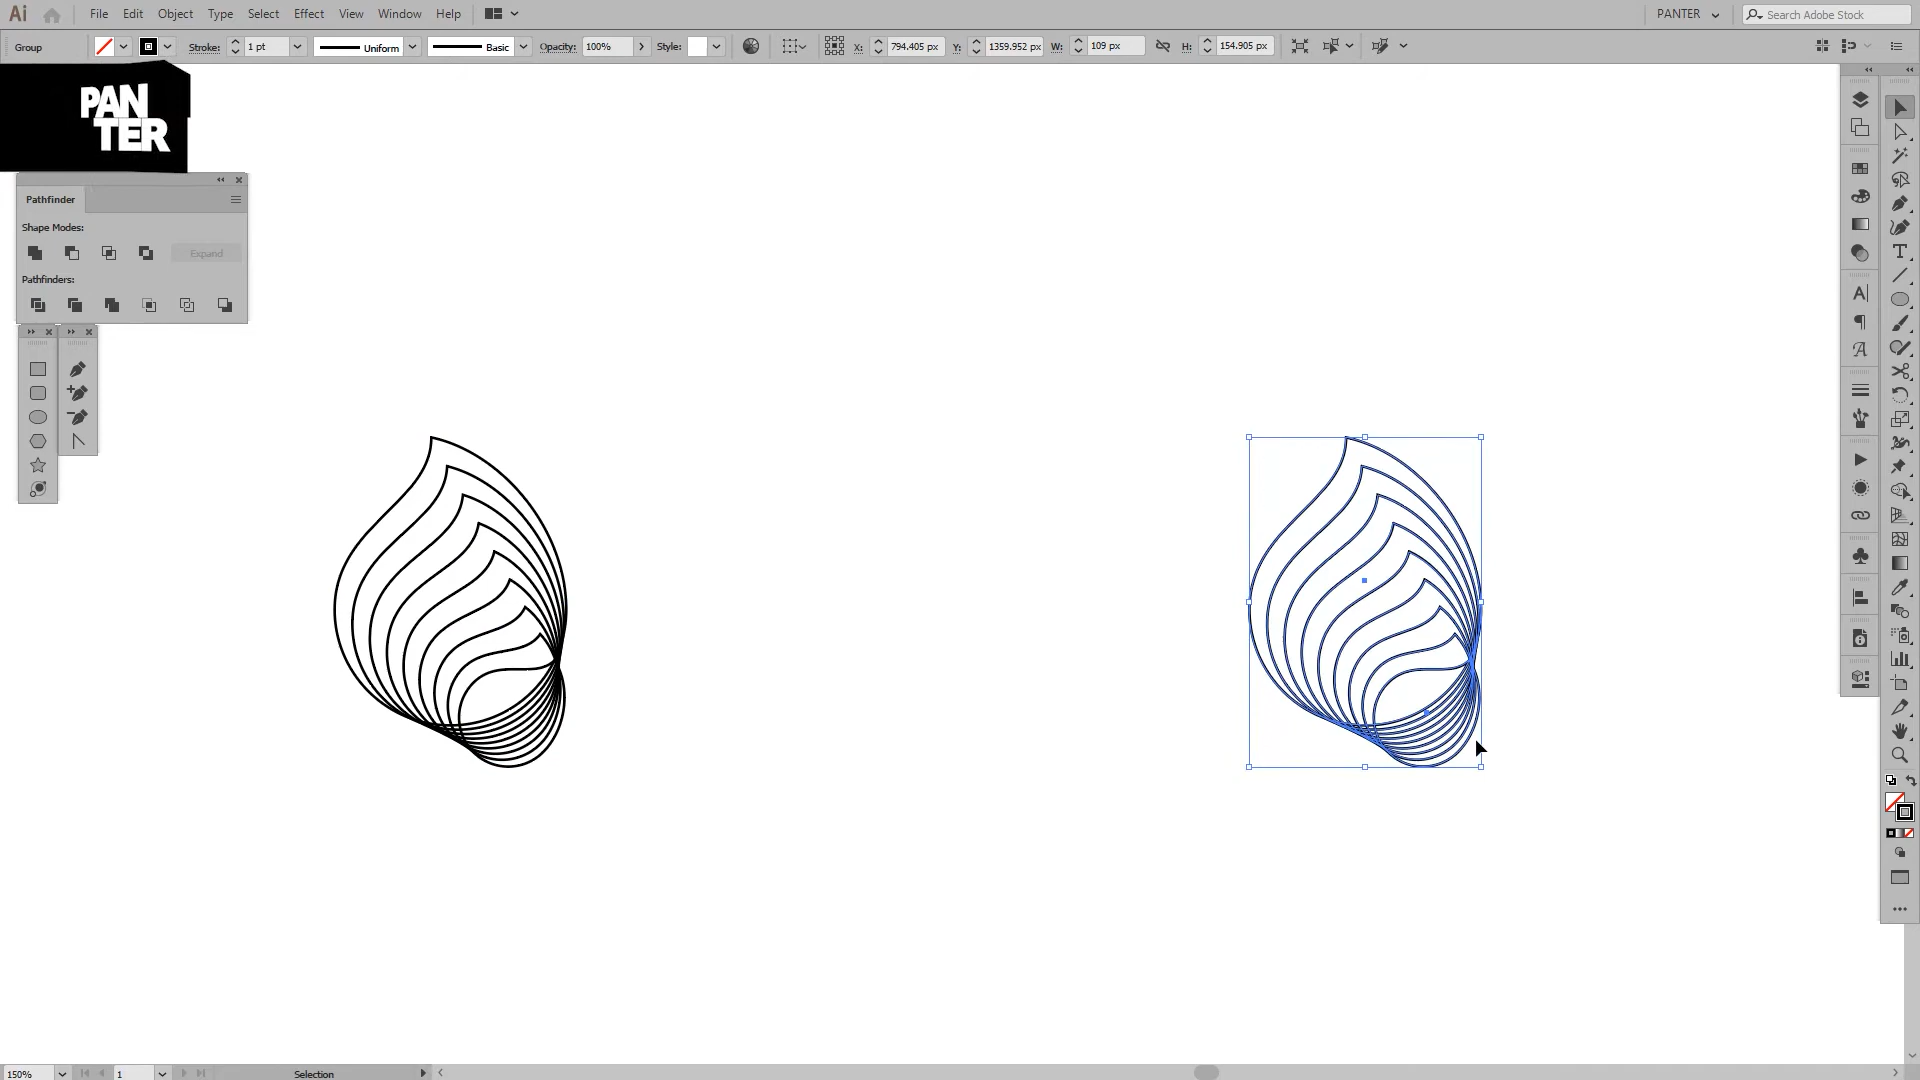 Ai File Edit Object Type Select Effect View Window Help PANTER Search Adobe Stock
Group Stroke: 1 pt Uniform Basic Opacity: 100% Style: X: 794.405 px Y: 1359.952 px W: 109 px H: 154.905 px
PAN
TER
Pathfinder
Shape Modes:
Expand
Pathfinders:
150% 1 Selection